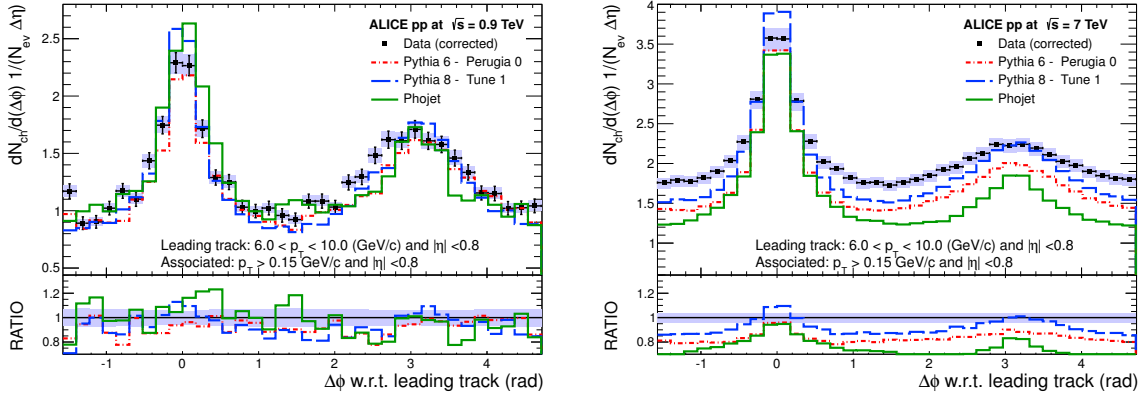 ALICE pp at √s = 0.9 TeV
Data (corrected)
Pythia 6 - Perugia 0
Pythia 8 - Tune 1
Phojet
dN_ch/d(Δϕ) 1/(N_ev Δη)
2.5
2
1.5
1
0.5
Leading track: 6.0 < p_T < 10.0 (GeV/c) and |η| <0.8
Associated: p_T > 0.15 GeV/c and |η| <0.8
RATIO
1.2
1
0.8
-1 0 1 2 3 4
Δϕ w.r.t. leading track (rad)
ALICE pp at √s = 7 TeV
Data (corrected)
Pythia 6 - Perugia 0
Pythia 8 - Tune 1
Phojet
dN_ch/d(Δϕ) 1/(N_ev Δη)
4
3.5
3
2.5
2
1.5
1
Leading track: 6.0 < p_T < 10.0 (GeV/c) and |η| <0.8
Associated: p_T > 0.15 GeV/c and |η| <0.8
RATIO
1.2
1
0.8
-1 0 1 2 3 4
Δϕ w.r.t. leading track (rad)